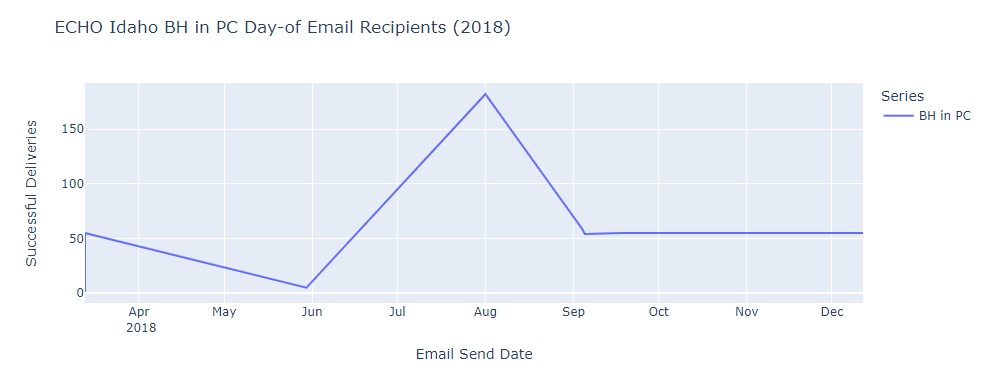 ECHO Idaho BH in PC Day-of Email Recipients (2018)
Series
BH in PC
Successful Deliveries
150
100
50
0
Apr
2018
May
Jun
Jul
Aug
Sep
Oct
Nov
Dec
Email Send Date